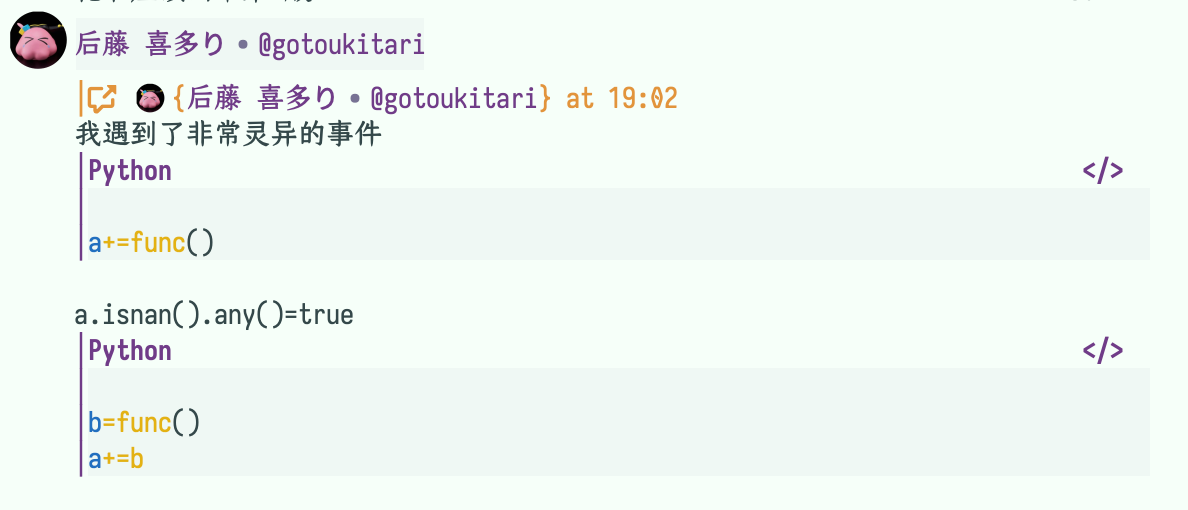 后藤 喜多り • @gotoukitari
{后藤 喜多り • @gotoukitari} at 19:02
我遇到了非常灵异的事件
Python </>
a+=func()
a.isnan().any()=true
Python </>
b=func()
a+=b